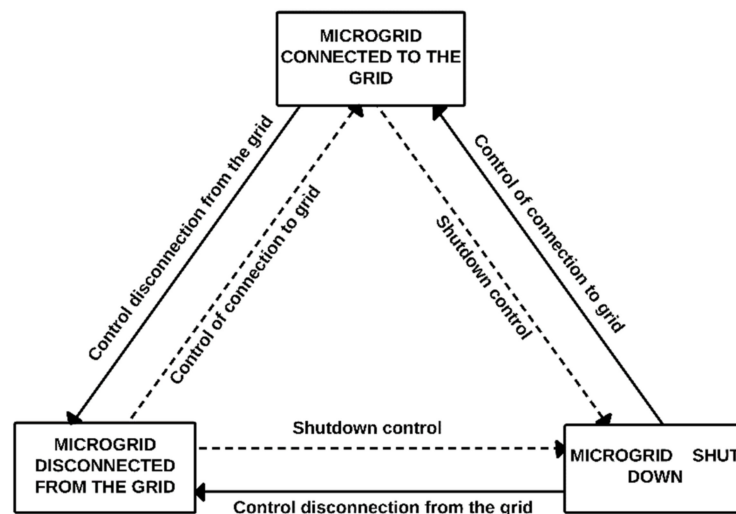 MICROGRID
CONNECTED TO THE
GRID
Control disconnection from the grid
Control of connection to grid
Shutdown control
Control of connection to grid
MICROGRID
DISCONNECTED
FROM THE GRID
Shutdown control
MICROGRID SHUT
DOWN
Control disconnection from the grid